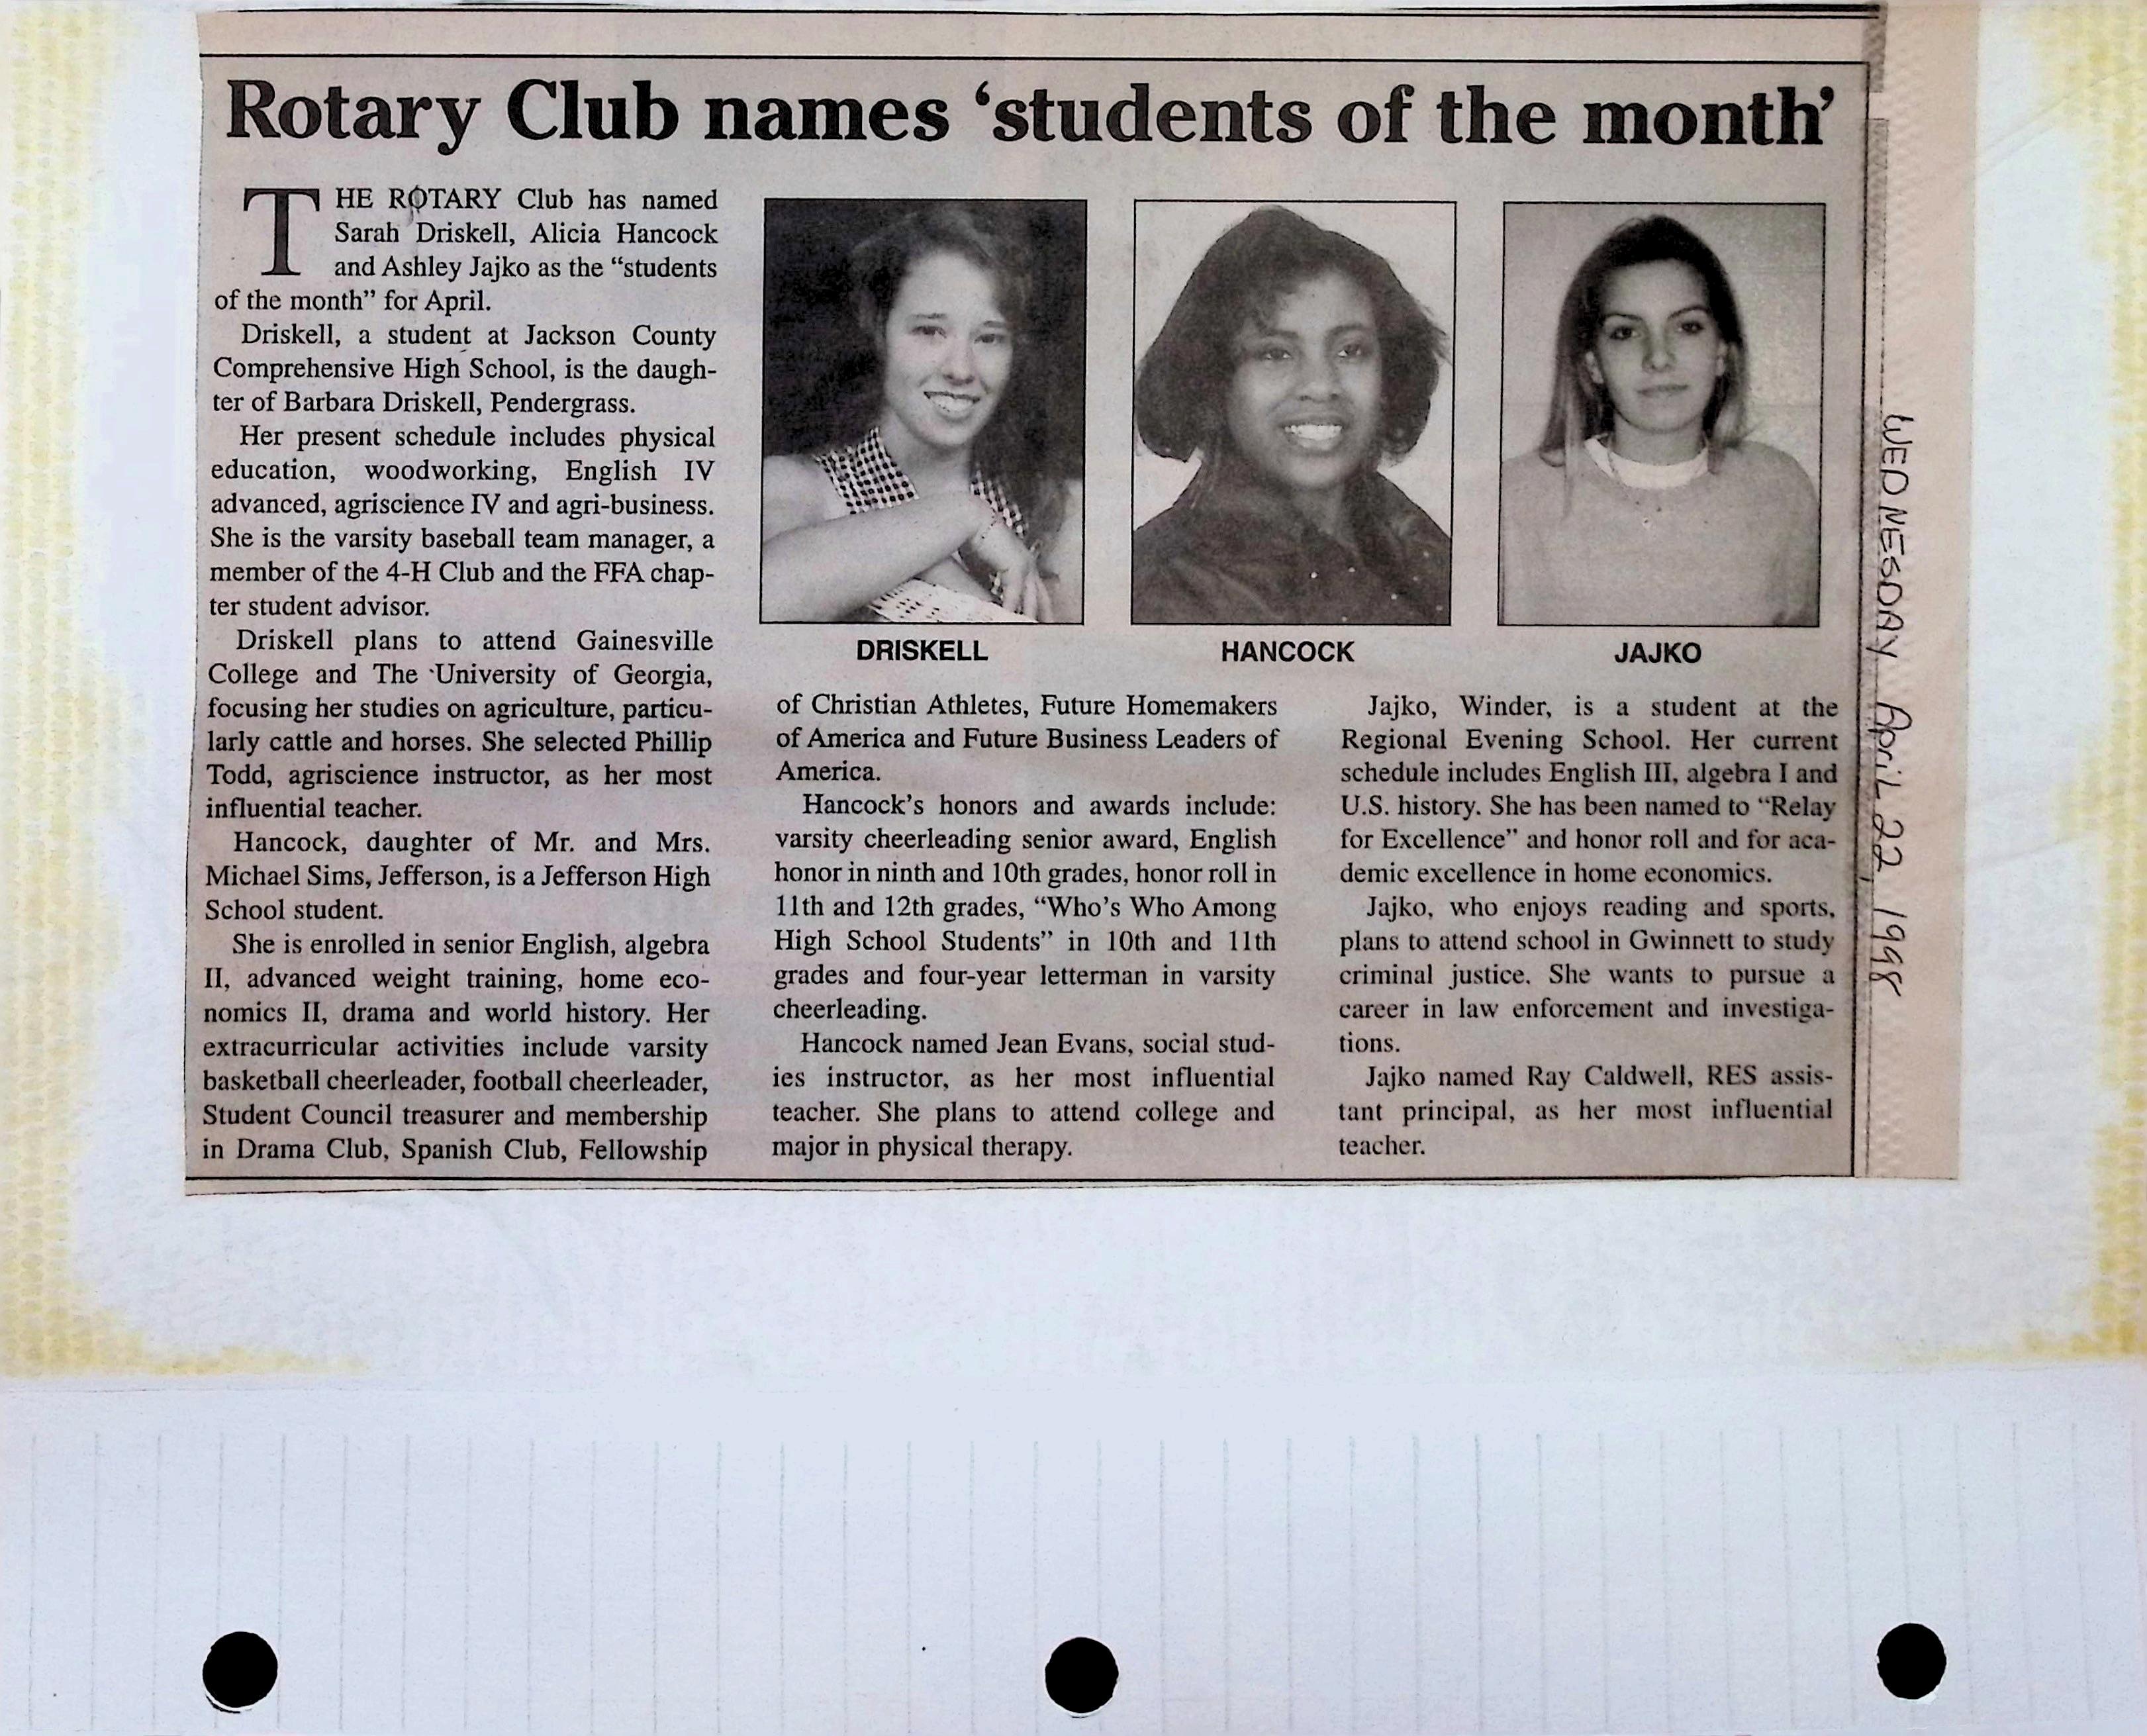 Rotary Club names ‘students of the month’
THE ROTARY Club has named
Sarah Driskell, Alicia Hancock
and Ashley Jajko as the “students
of the month” for April.
Driskell, a student at Jackson County
Comprehensive High School, is the daugh-
ter of Barbara Driskell, Pendergrass.
Her present schedule includes physical
education, woodworking, English IV
advanced, agriscience IV and agri-business.
She is the varsity baseball team manager, a
member of the 4-H Club and the FFA chap-
ter student advisor.
Driskell plans to attend Gainesville
College and The University of Georgia,
focusing her studies on agriculture, particu-
larly cattle and horses. She selected Phillip
Todd, agriscience instructor, as her most
influential teacher.
Hancock, daughter of Mr. and Mrs.
Michael Sims, Jefferson, is a Jefferson High
School student.
She is enrolled in senior English, algebra
II, advanced weight training, home eco-
nomics II, drama and world history. Her
extracurricular activities include varsity
basketball cheerleader, football cheerleader,
Student Council treasurer and membership
in Drama Club, Spanish Club, Fellowship
DRISKELL
HANCOCK
JAJKO
of Christian Athletes, Future Homemakers
of America and Future Business Leaders of
America.
Hancock’s honors and awards include:
varsity cheerleading senior award, English
honor in ninth and 10th grades, honor roll in
11th and 12th grades, “Who’s Who Among
High School Students” in 10th and 11th
grades and four-year letterman in varsity
cheerleading.
Hancock named Jean Evans, social stud-
ies instructor, as her most influential
teacher. She plans to attend college and
major in physical therapy.
Jajko, Winder, is a student at the
Regional Evening School. Her current
schedule includes English III, algebra I and
U.S. history. She has been named to “Relay
for Excellence” and honor roll and for aca-
demic excellence in home economics.
Jajko, who enjoys reading and sports,
plans to attend school in Gwinnett to study
criminal justice. She wants to pursue a
career in law enforcement and investiga-
tions.
Jajko named Ray Caldwell, RES assis-
tant principal, as her most influential
teacher.
WEDNESDAY April 22, 1998